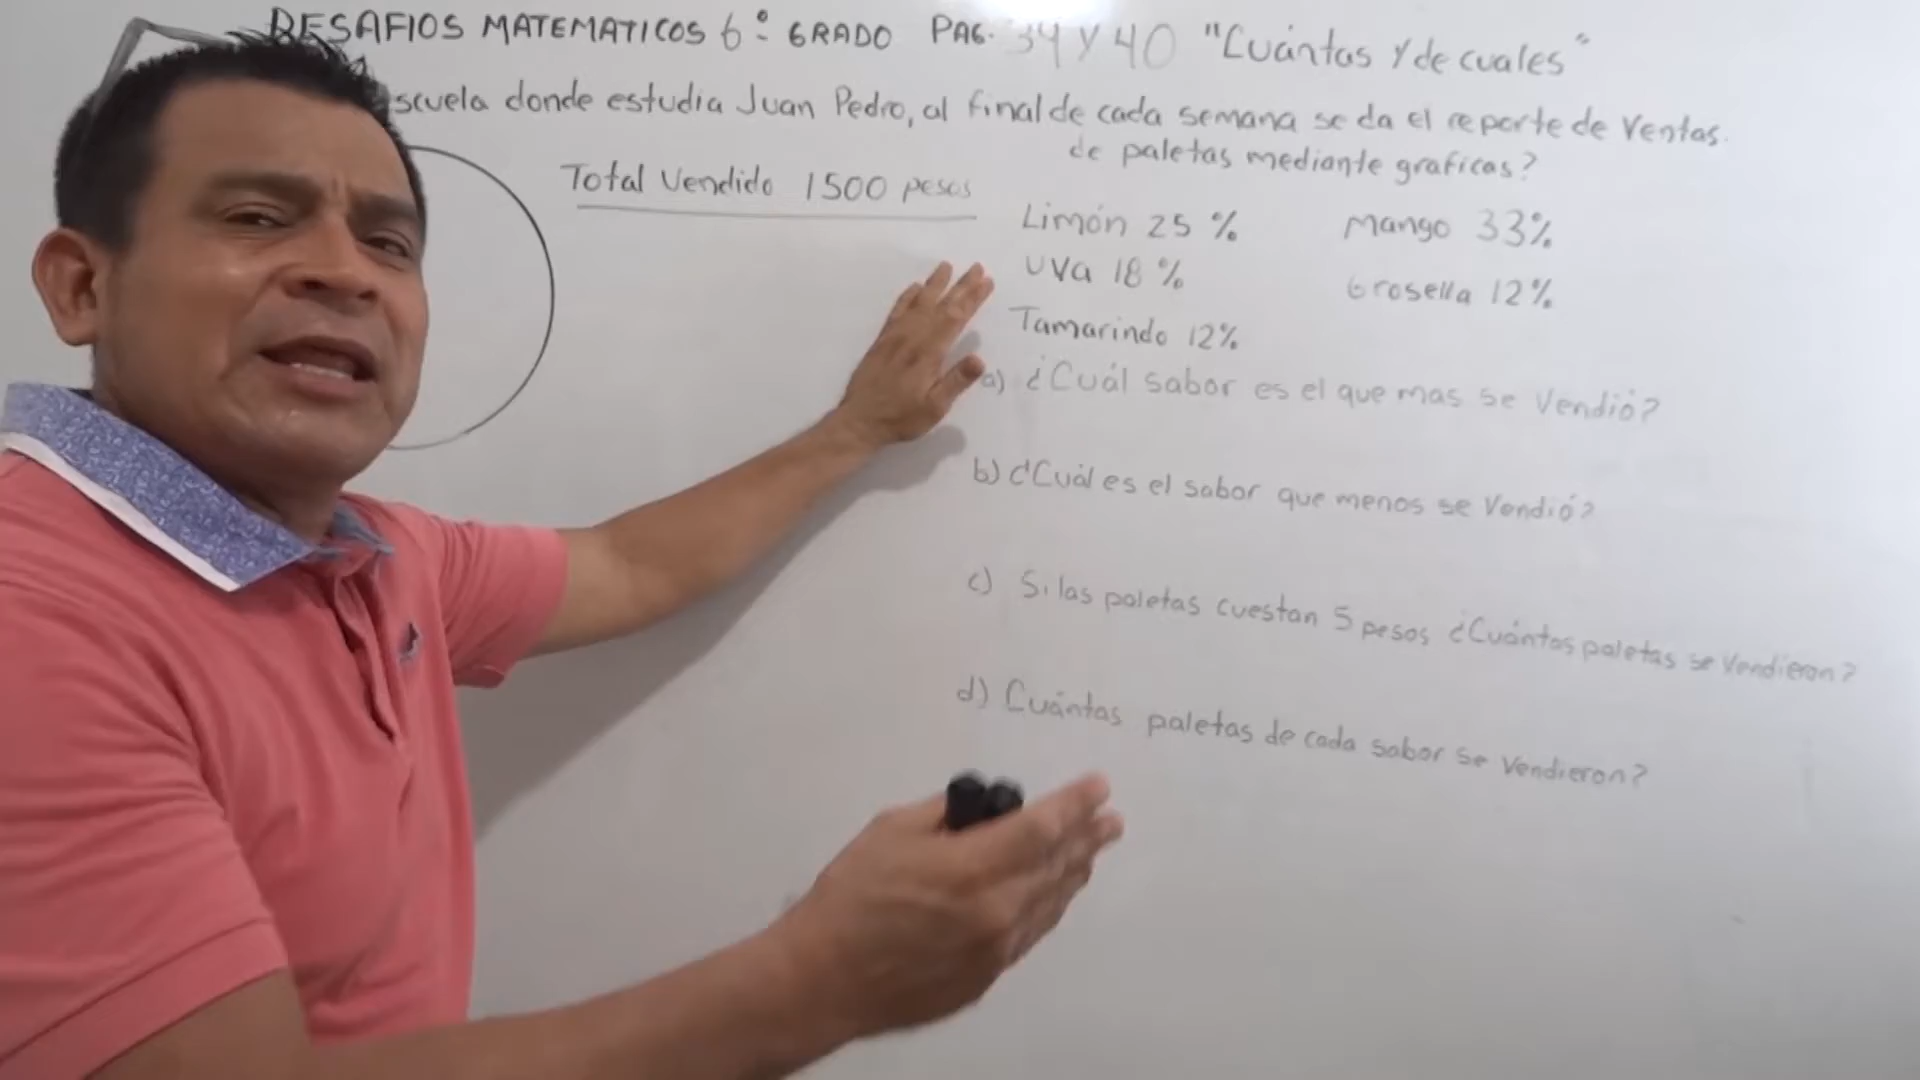 DESAFIOS MATEMATICOS 6° GRADO PAG. 34 Y 40 "Cuántas y de cuales"
scuela donde estudia Juan Pedro, al final de cada semana se da el reporte de Ventas.
de paletas mediante graficas?
Total Vendido 1500 pesos
Limón 25 %
Mango 33%
UVA 18 %
Grosella 12%
Tamarindo 12%
a) ¿Cuál sabor es el que mas se Vendió?
b) ¿Cuál es el sabor que menos se Vendió?
c) Si las paletas cuestan 5 pesos ¿Cuántas paletas se Vendieron?
d) Cuántas paletas de cada sabor se Vendieron?